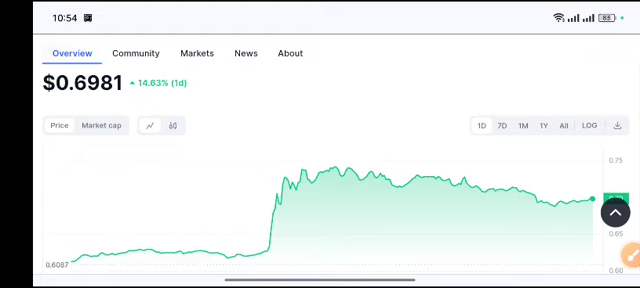 10:54
83
Overview Community Markets News About
$0.6981 14.63% (1d)
Price Market cap 1D 7D 1M 1Y All LOG
0.75
0.65
0.6087
0.60